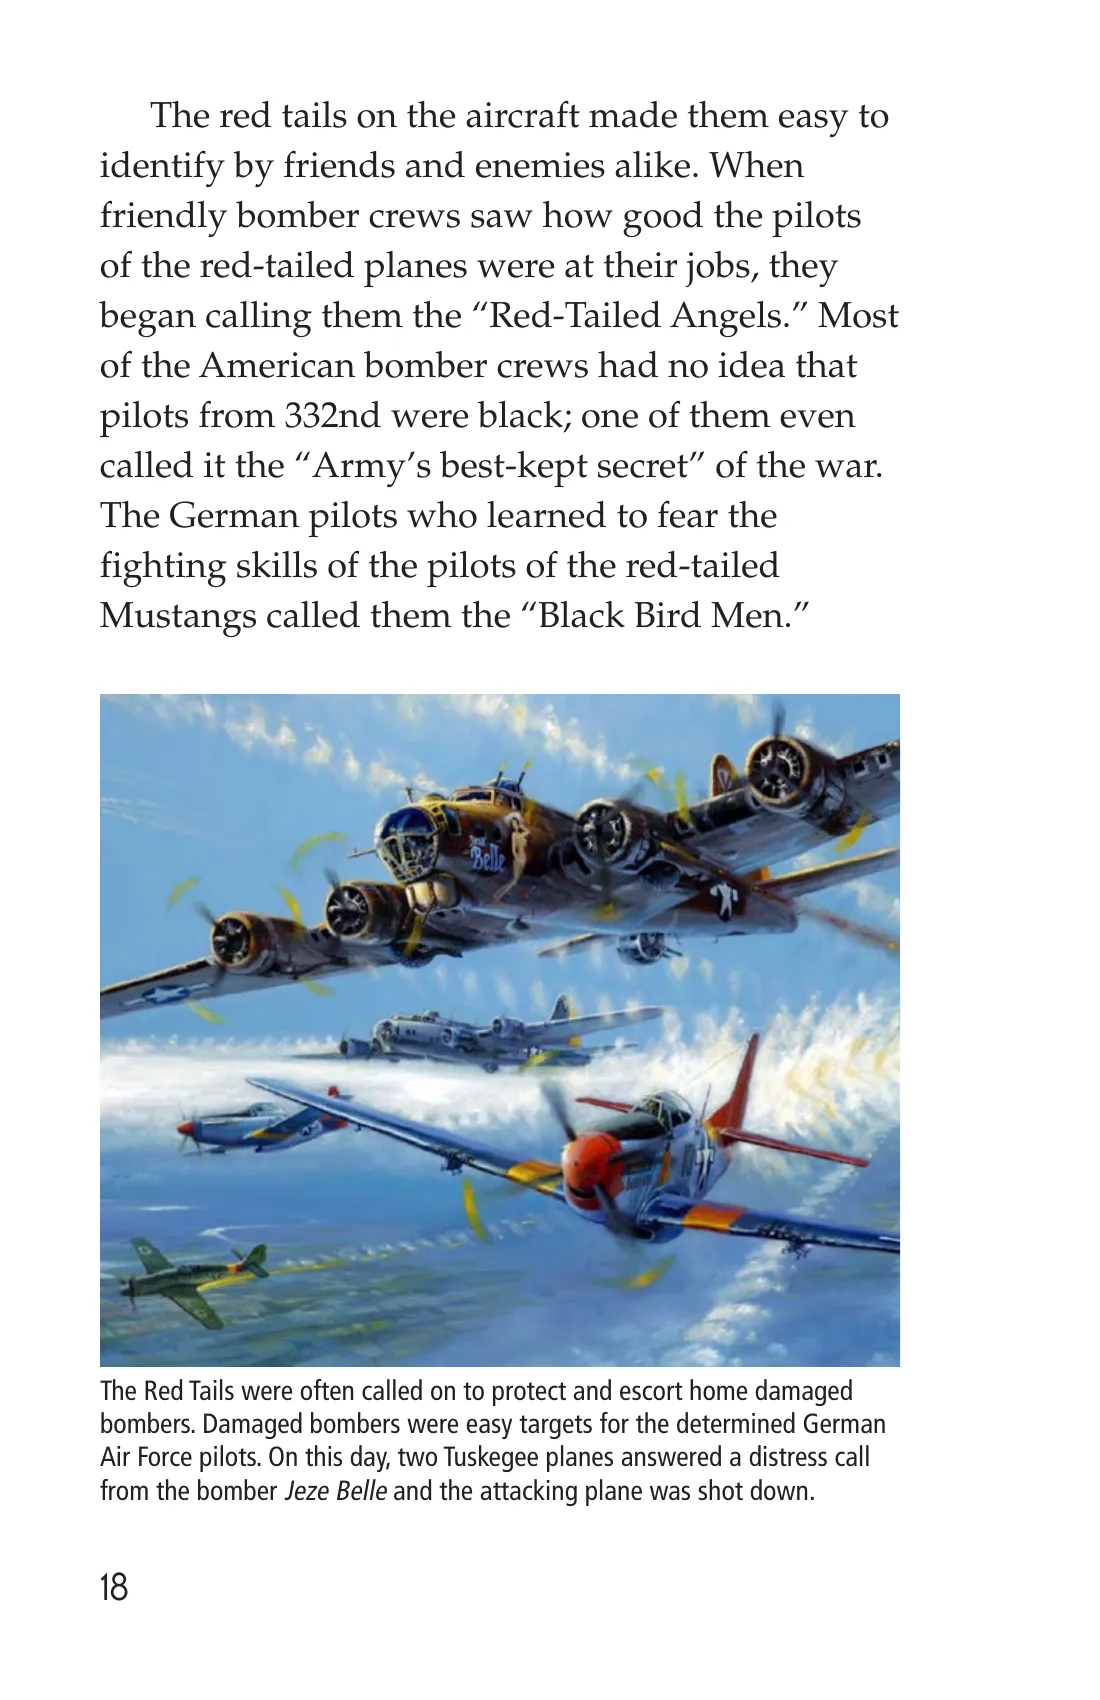 The red tails on the aircraft made them easy to
identify by friends and enemies alike. When
friendly bomber crews saw how good the pilots
of the red-tailed planes were at their jobs, they
began calling them the “Red-Tailed Angels.” Most
of the American bomber crews had no idea that
pilots from 332nd were black; one of them even
called it the “Army’s best-kept secret” of the war.
The German pilots who learned to fear the
fighting skills of the pilots of the red-tailed
Mustangs called them the “Black Bird Men.”
Belle
The Red Tails were often called on to protect and escort home damaged
bombers. Damaged bombers were easy targets for the determined German
Air Force pilots. On this day, two Tuskegee planes answered a distress call
from the bomber Jeze Belle and the attacking plane was shot down.
18